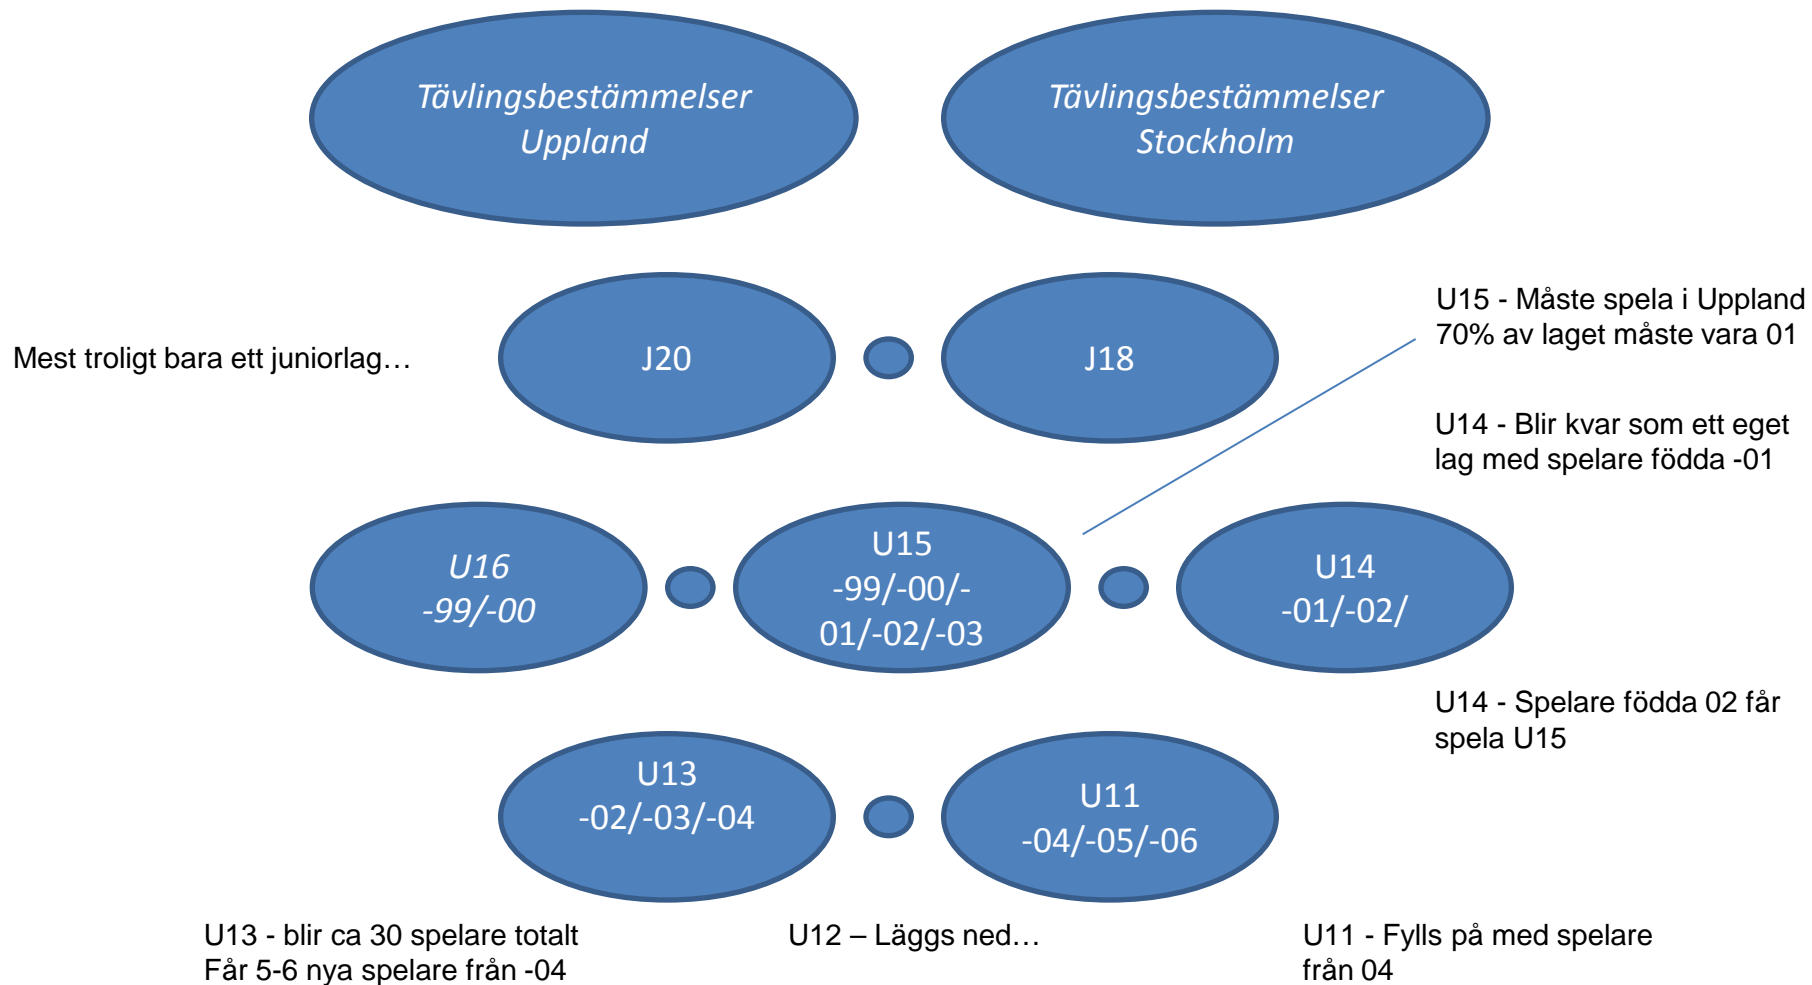 Tävlingsbestämmelser
Uppland
Tävlingsbestämmelser
Stockholm
Mest troligt bara ett juniorlag…
J20
J18
U15 - Måste spela i Uppland
70% av laget måste vara 01
U14 - Blir kvar som ett eget
lag med spelare födda -01
U16
-99/-00
U15
-99/-00/-
01/-02/-03
U14
-01/-02/
U14 - Spelare födda 02 får
spela U15
U13
-02/-03/-04
U11
-04/-05/-06
U13 - blir ca 30 spelare totalt
Får 5-6 nya spelare från -04
U12 – Läggs ned…
U11 - Fylls på med spelare
från 04